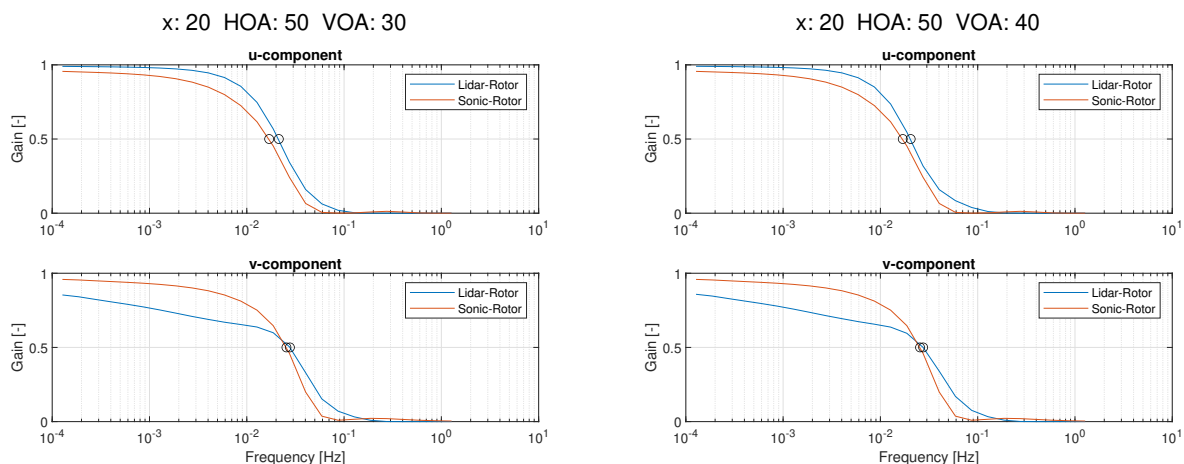 x: 20 HOA: 50 VOA: 30
u-component
Gain [-]
1
0.5
0
10^-4
10^-3
10^-2
10^-1
10^0
10^1
Lidar-Rotor
Sonic-Rotor
v-component
Gain [-]
1
0.5
0
10^-4
10^-3
10^-2
10^-1
10^0
10^1
Lidar-Rotor
Sonic-Rotor
Frequency [Hz]
x: 20 HOA: 50 VOA: 40
u-component
Gain [-]
1
0.5
0
10^-4
10^-3
10^-2
10^-1
10^0
10^1
Lidar-Rotor
Sonic-Rotor
v-component
Gain [-]
1
0.5
0
10^-4
10^-3
10^-2
10^-1
10^0
10^1
Lidar-Rotor
Sonic-Rotor
Frequency [Hz]